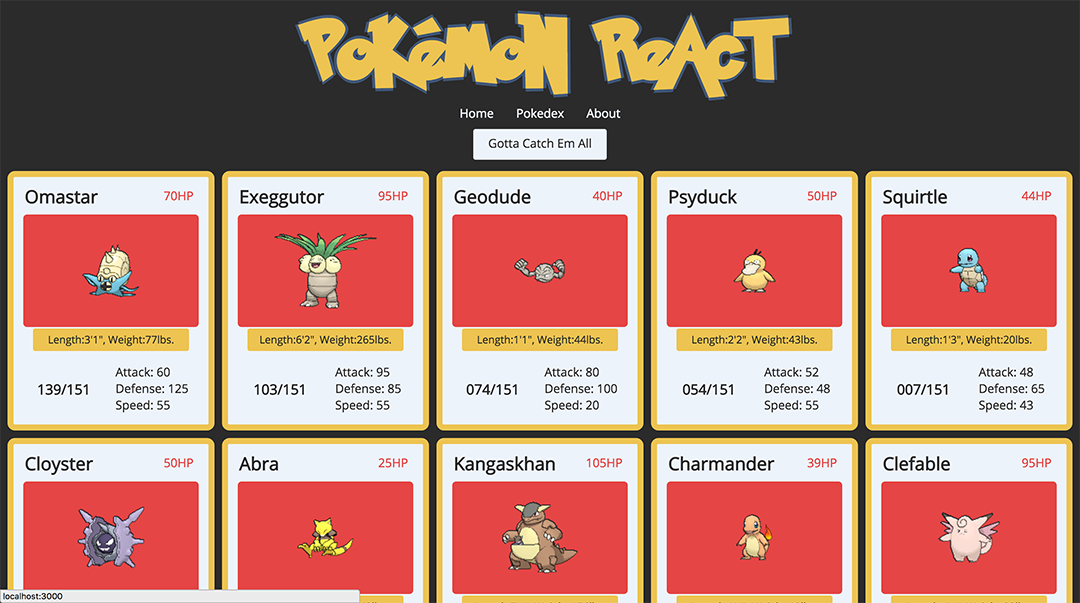 POKÉMON REACT
Home Pokedex About
Gotta Catch Em All
Omastar 70HP
Length:3'1", Weight:77lbs.
139/151
Attack: 60
Defense: 125
Speed: 55
Exeggutor 95HP
Length:6'2", Weight:265lbs.
103/151
Attack: 95
Defense: 85
Speed: 55
Geodude 40HP
Length:1'1", Weight:44lbs.
074/151
Attack: 80
Defense: 100
Speed: 20
Psyduck 50HP
Length:2'2", Weight:43lbs.
054/151
Attack: 52
Defense: 48
Speed: 55
Squirtle 44HP
Length:1'3", Weight:20lbs.
007/151
Attack: 48
Defense: 65
Speed: 43
Cloyster 50HP
Abra 25HP
Kangaskhan 105HP
Charmander 39HP
Clefable 95HP
localhost:3000